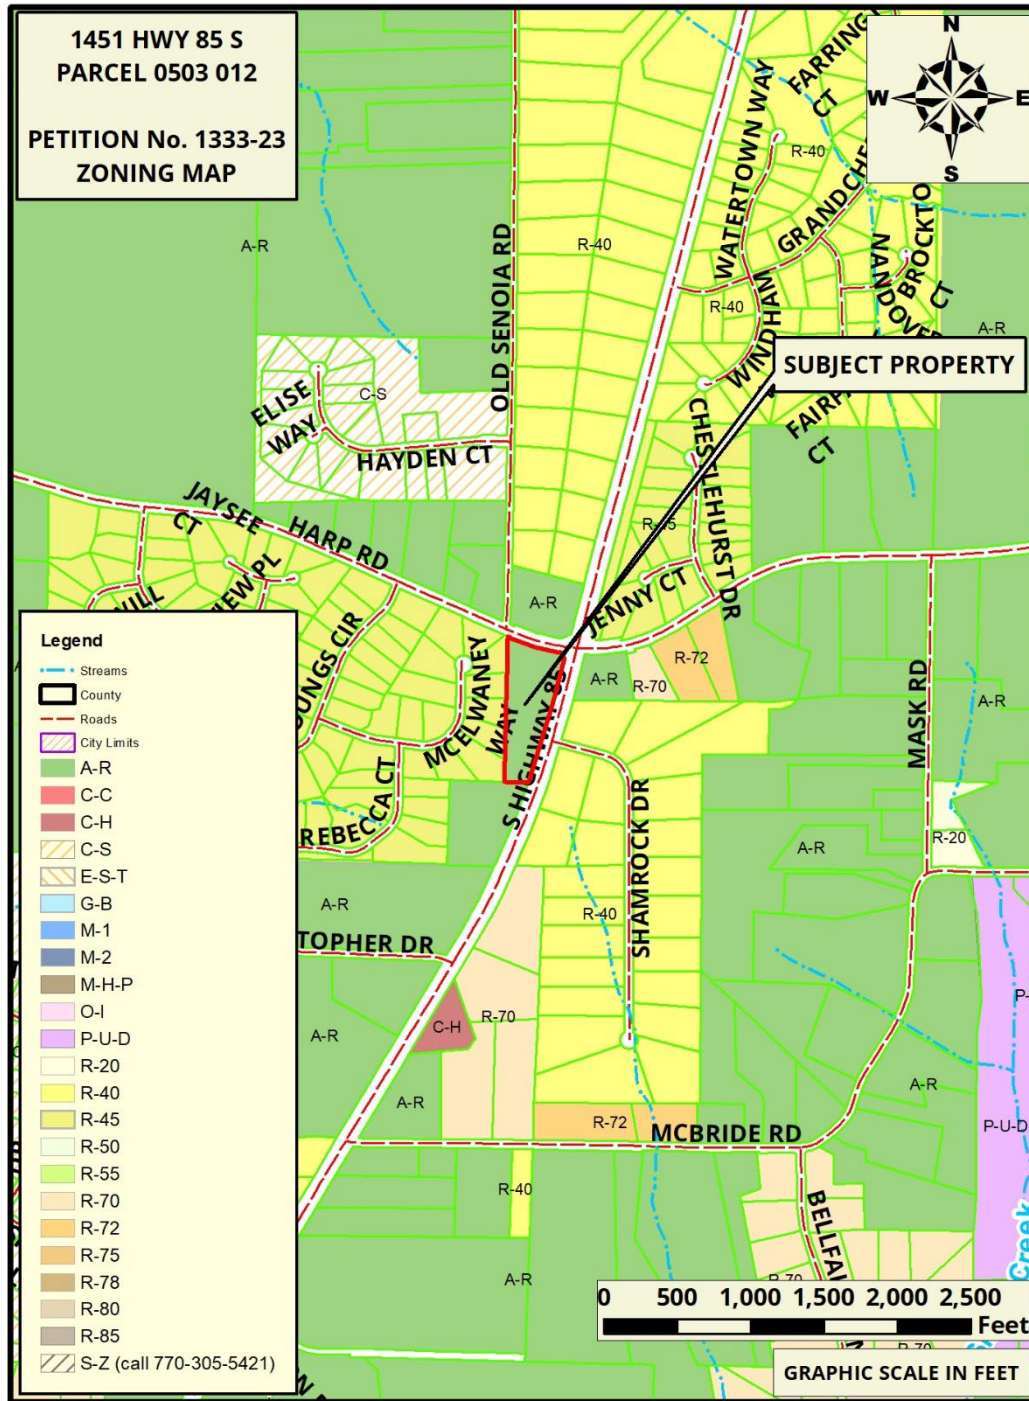 1451 HWY 85 S
PARCEL 0503 012
PETITION No. 1333-23
ZONING MAP
N
W
E
S
FARRINGT
CT
R-40
WATERTOWN WAY
GRANDCHE
BROCKTO
CT
NANDOVER
A-R
R-40
OLD SENOIA RD
R-40
WINDHAM
A-R
SUBJECT PROPERTY
ELISE
WAY
C-S
HAYDEN CT
CHESTLEHURST DR
CT
JAYSEE
CT
HARP RD
A-R
JENNY CT
R-72
R-70
A-R
MCELWANEY
WAY
S HIGHWAY 85
MASK RD
A-R
REBECCA CT
SHAMROCK DR
R-20
A-R
A-R
R-40
TOPHER DR
C-H
R-70
A-R
A-R
A-R
P-U-D
R-72
MCBRIDE RD
R-40
A-R
R-70
Creek
Legend
Streams
County
Roads
City Limits
A-R
C-C
C-H
C-S
E-S-T
G-B
M-1
M-2
M-H-P
O-I
P-U-D
R-20
R-40
R-45
R-50
R-55
R-70
R-72
R-75
R-78
R-80
R-85
S-Z (call 770-305-5421)
0 500 1,000 1,500 2,000 2,500
Feet
GRAPHIC SCALE IN FEET